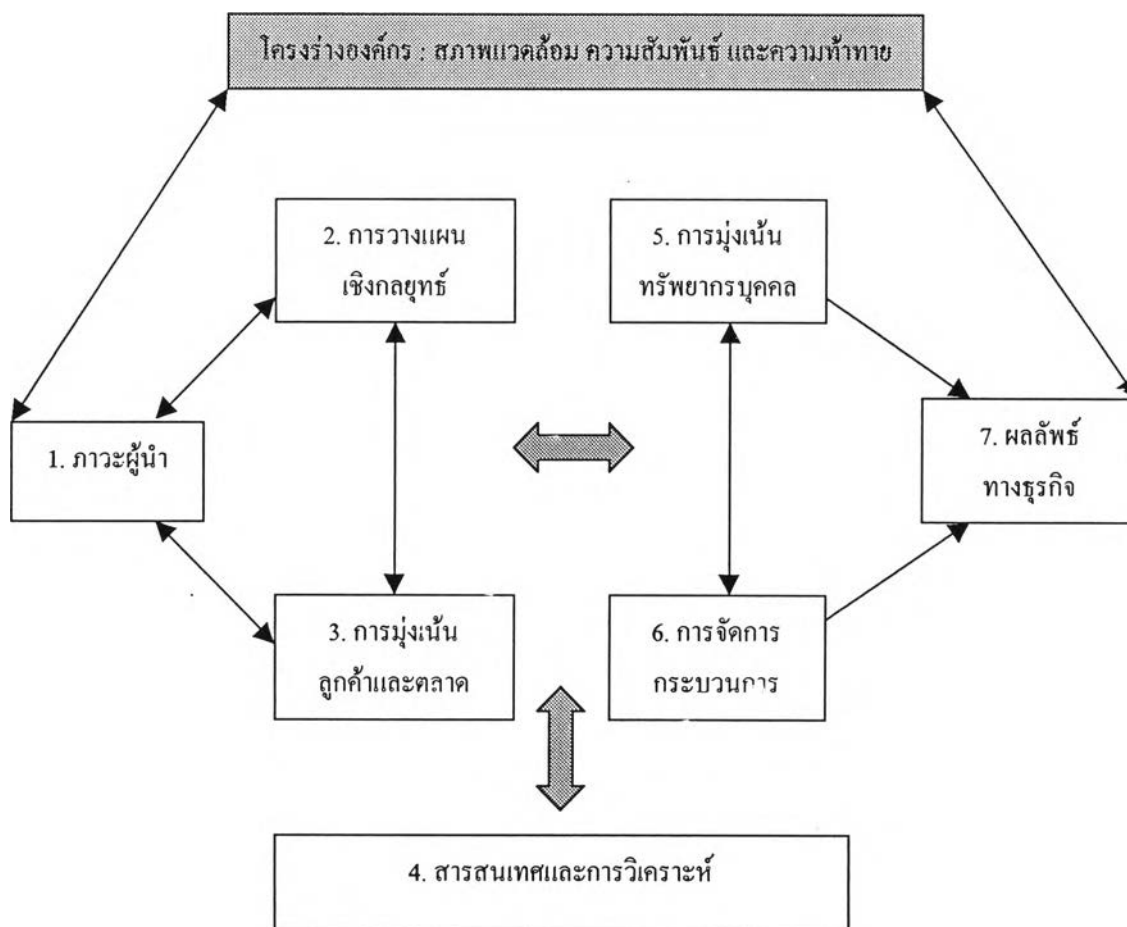 โครงร่างองค์กร : สภาพแวดล้อม ความสัมพันธ์ และความท้าทาย
2. การวางแผน
เชิงกลยุทธ์
5. การมุ่งเน้น
ทรัพยากรบุคคล
1. ภาวะผู้นำ
7. ผลลัพธ์
ทางธุรกิจ
3. การมุ่งเน้น
ลูกค้าและตลาด
6. การจัดการ
กระบวนการ
4. สารสนเทศและการวิเคราะห์